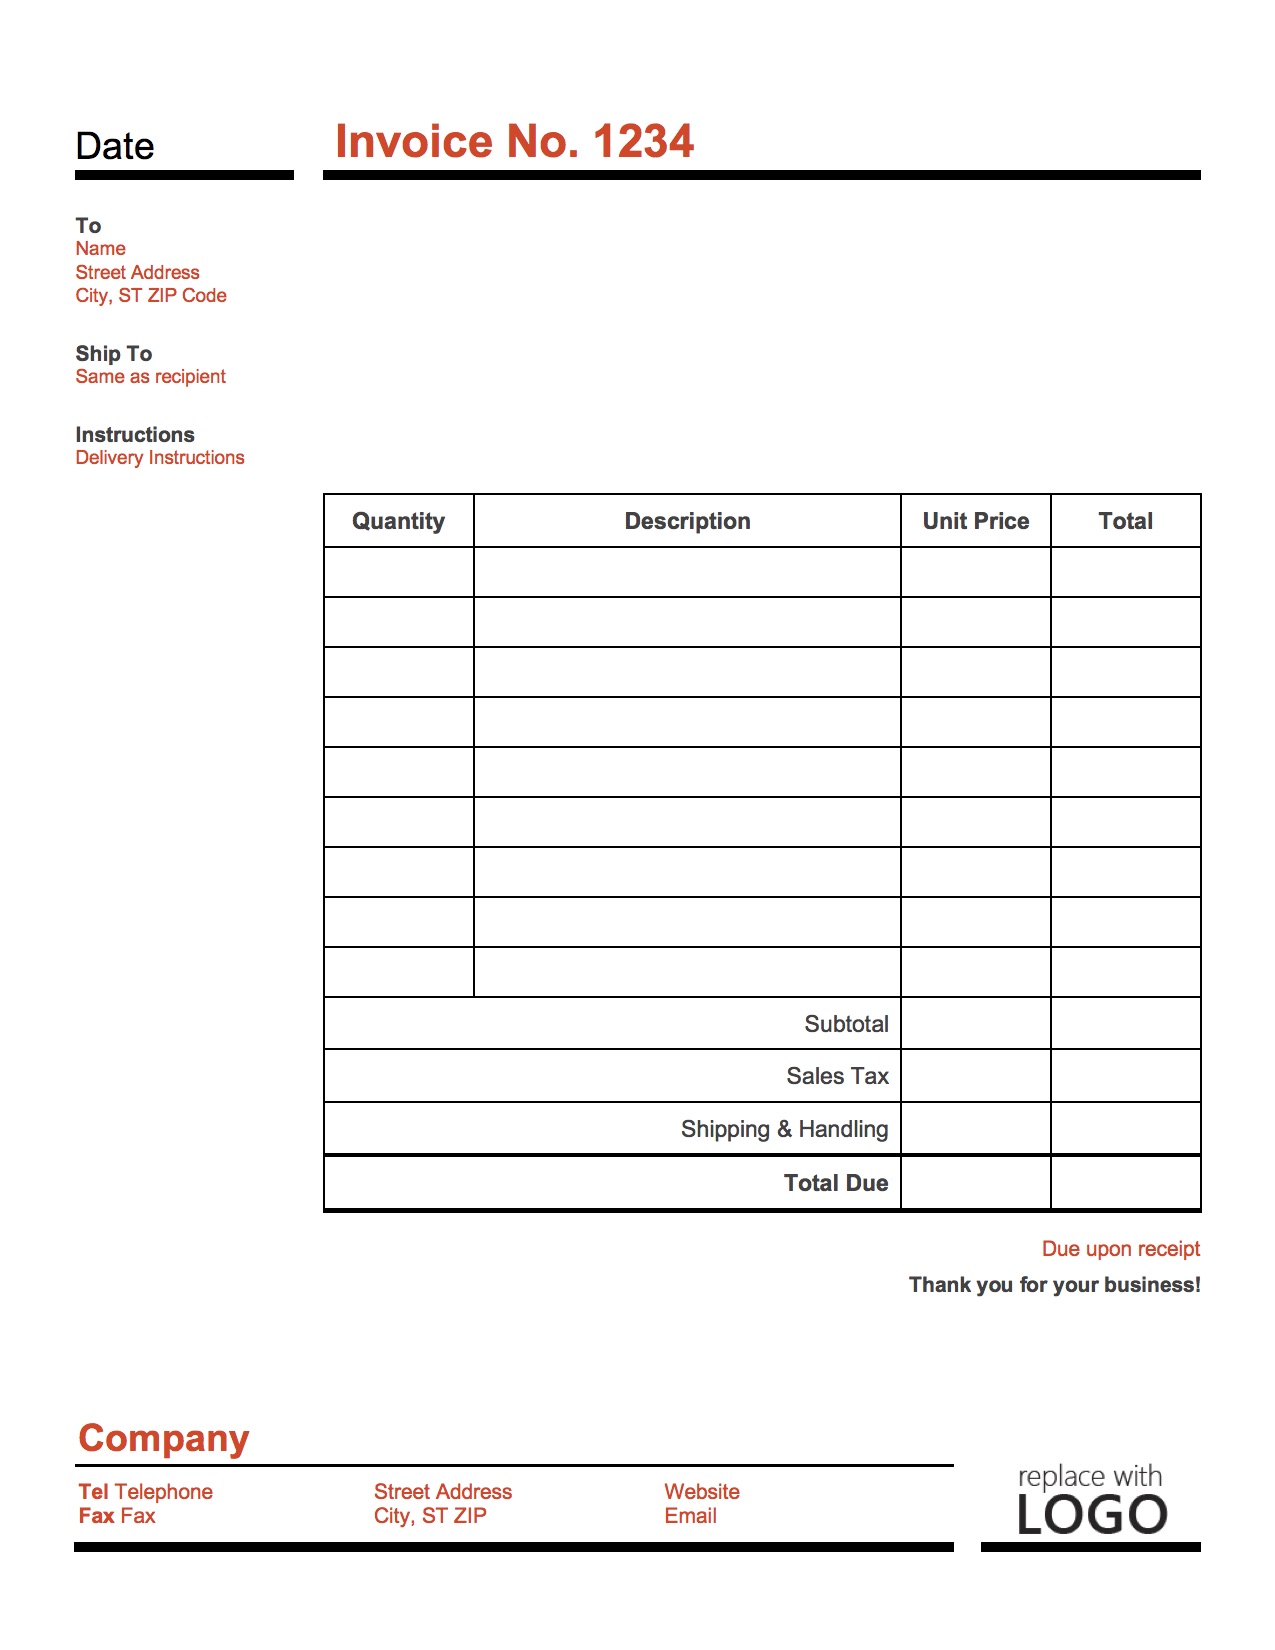 Date
Invoice No. 1234
To
Name
Street Address
City, ST ZIP Code
Ship To
Same as recipient
Instructions
Delivery Instructions
Quantity Description Unit Price Total
Subtotal
Sales Tax
Shipping & Handling
Total Due
Due upon receipt
Thank you for your business!
Company
Tel Telephone
Fax Fax
Street Address
City, ST ZIP
Website
Email
replace with
LOGO